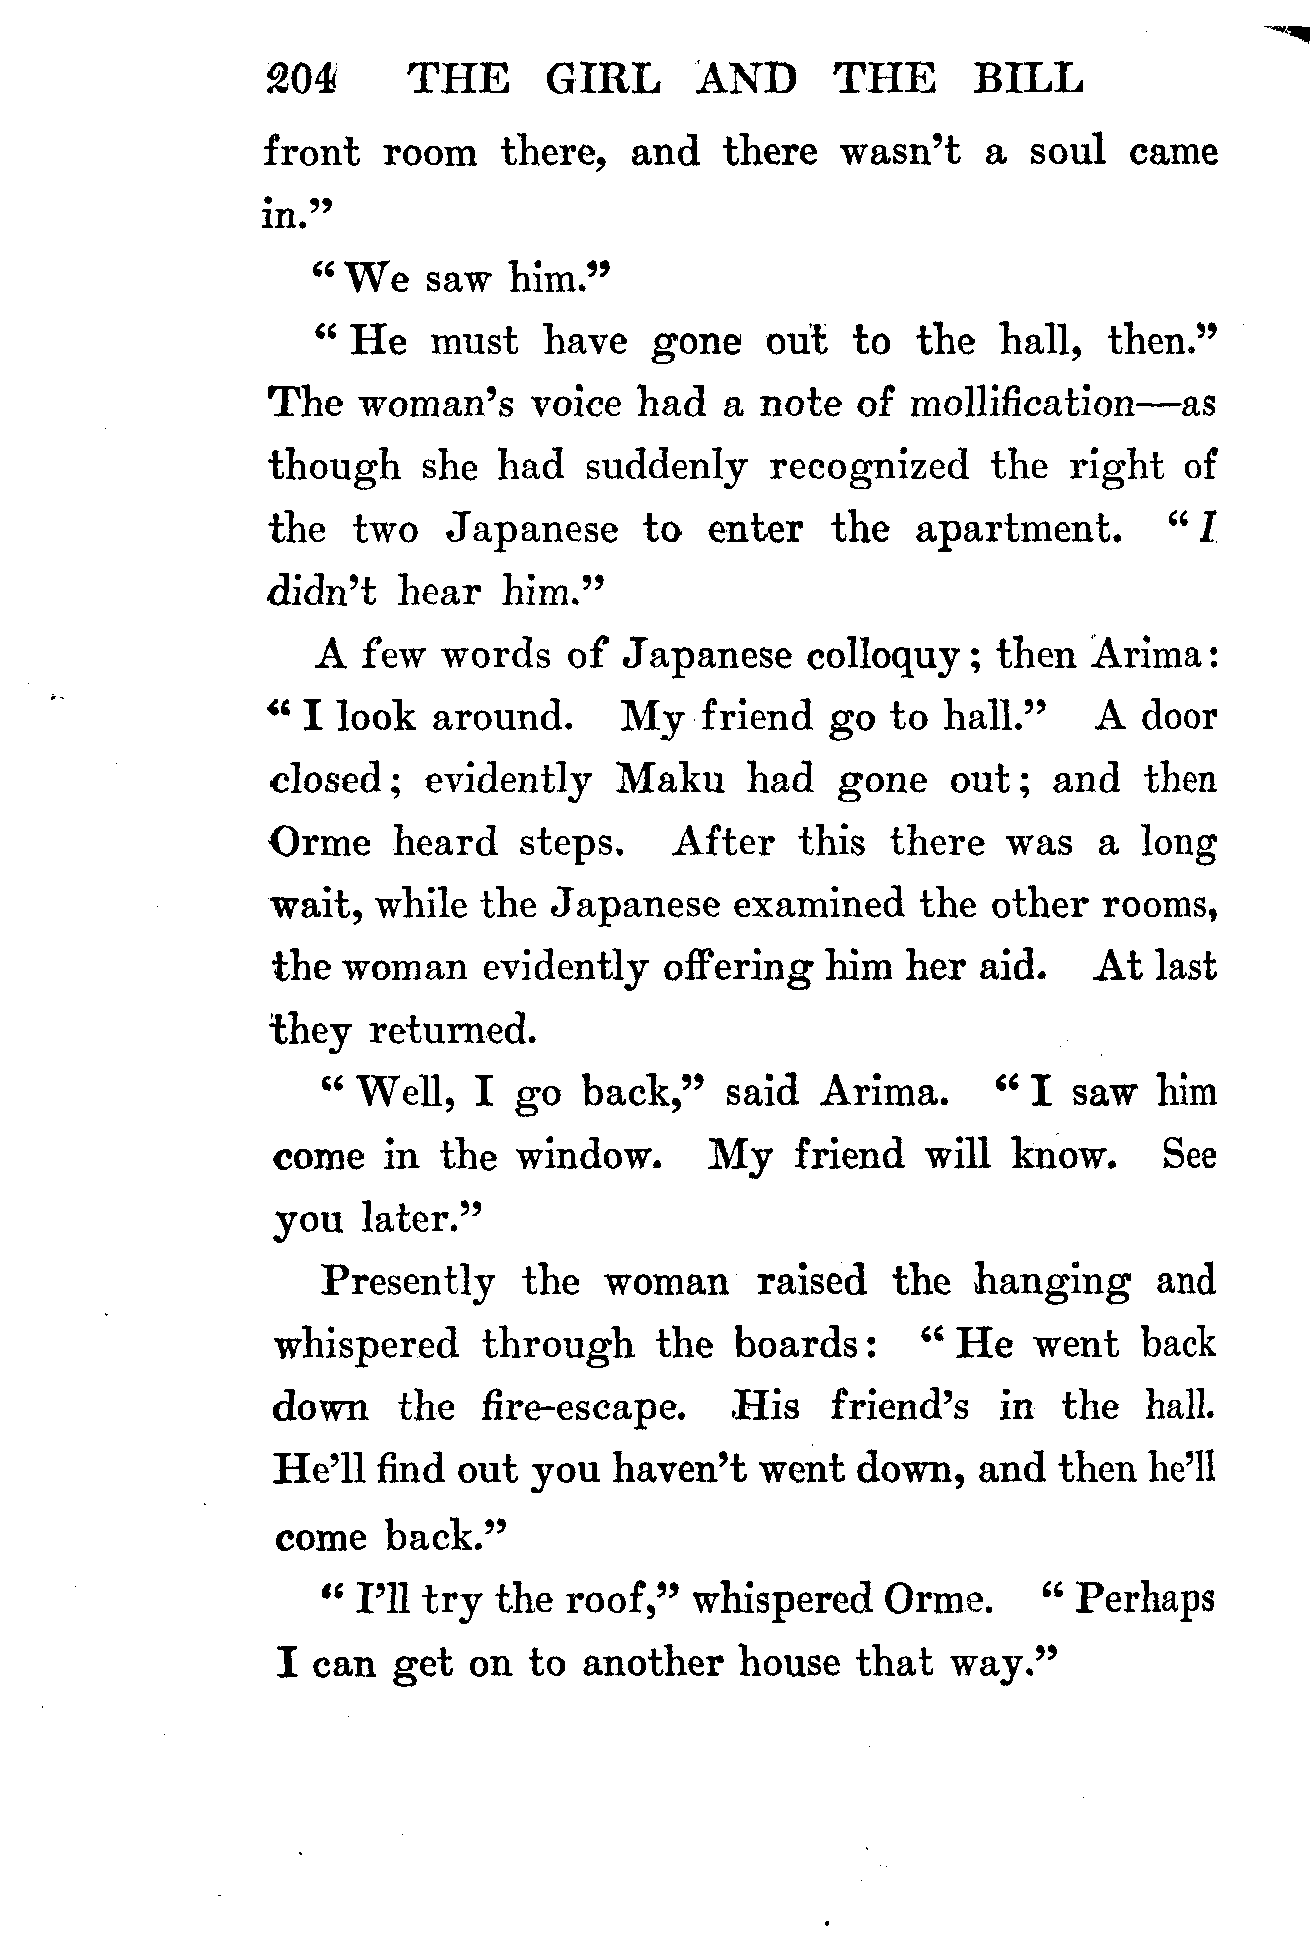 204 THE GIRL AND THE BILL
front room there, and there wasn't a soul came
in."
"We saw him."
"He must have gone out to the hall, then."
The woman's voice had a note of mollification—as
though she had suddenly recognized the right of
the two Japanese to enter the apartment. "I
didn't hear him."
A few words of Japanese colloquy; then Arima:
"I look around. My friend go to hall." A door
closed; evidently Maku had gone out; and then
Orme heard steps. After this there was a long
wait, while the Japanese examined the other rooms,
the woman evidently offering him her aid. At last
they returned.
"Well, I go back," said Arima. "I saw him
come in the window. My friend will know. See
you later."
Presently the woman raised the hanging and
whispered through the boards: "He went back
down the fire-escape. His friend's in the hall.
He'll find out you haven't went down, and then he'll
come back."
"I'll try the roof," whispered Orme. "Perhaps
I can get on to another house that way."